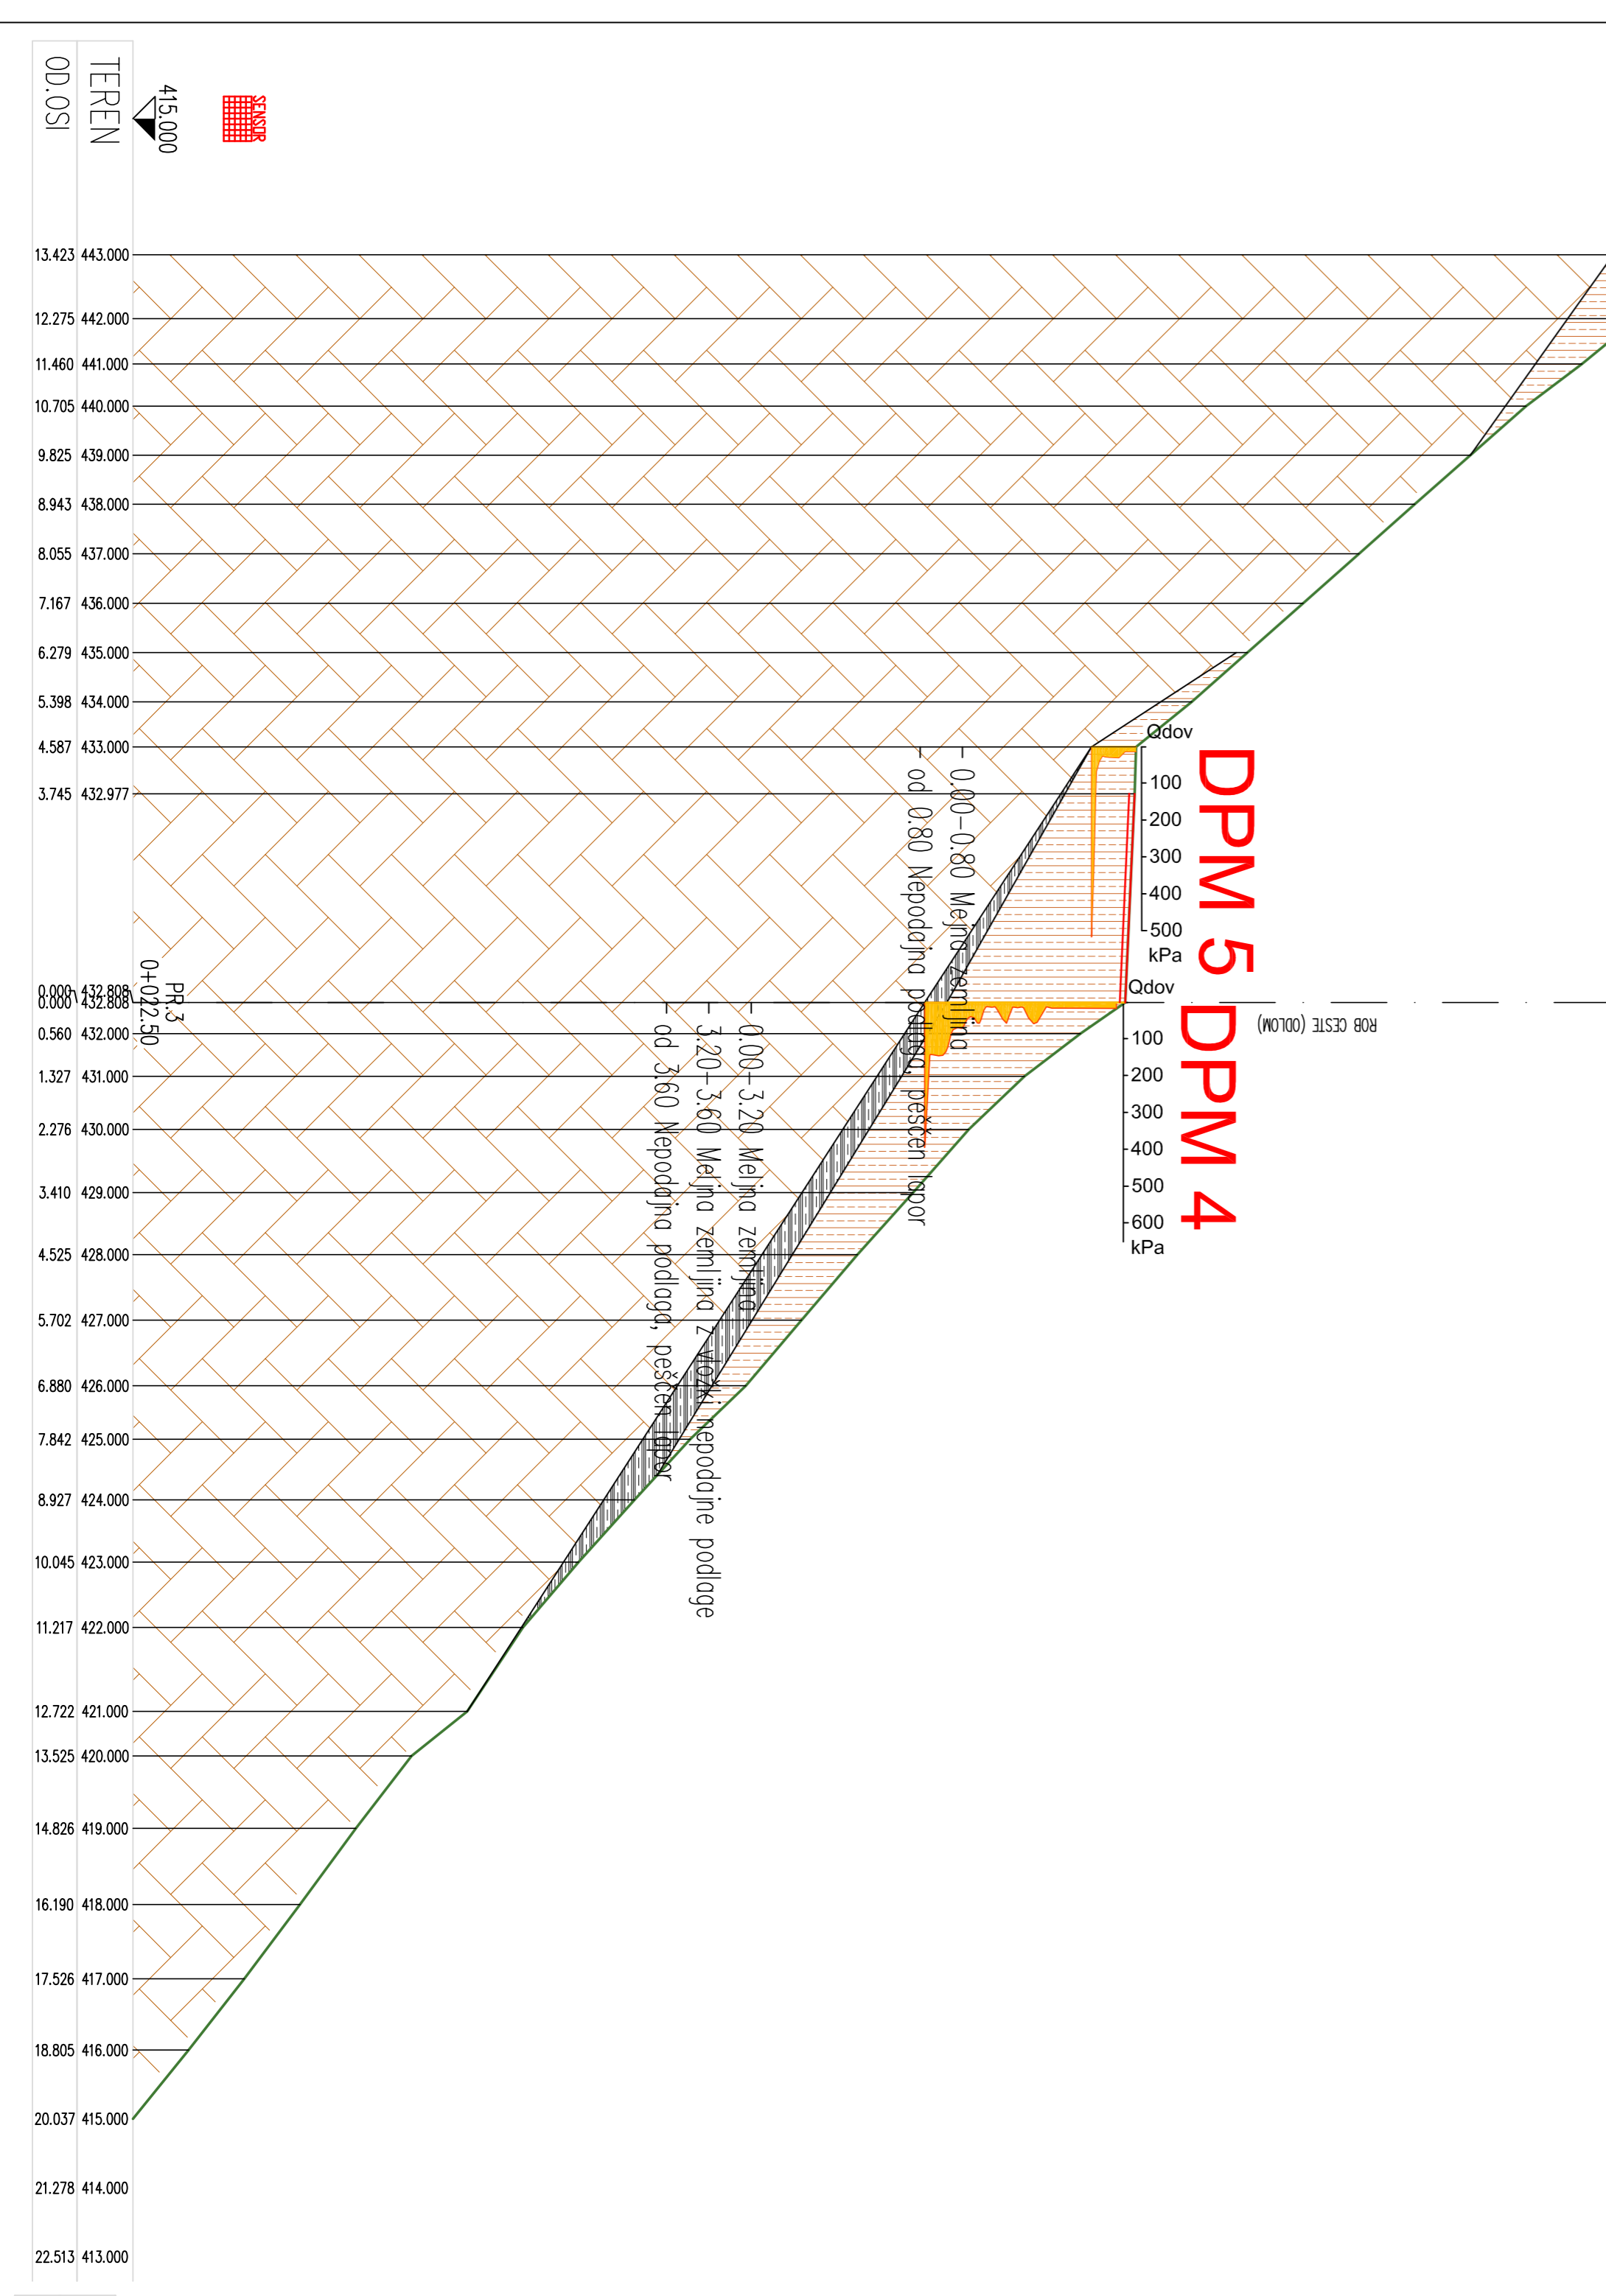 OD.OSI
TEREN
415.000
SENSOR
13.423 443.000
12.275 442.000
11.460 441.000
10.705 440.000
9.825 439.000
8.943 438.000
8.055 437.000
7.167 436.000
6.279 435.000
5.398 434.000
4.587 433.000
3.745 432.977
0.000 432.808
0.000 432.808
0.560 432.000
1.327 431.000
2.276 430.000
3.410 429.000
4.525 428.000
5.702 427.000
6.880 426.000
7.842 425.000
8.927 424.000
10.045 423.000
11.217 422.000
12.722 421.000
13.525 420.000
14.826 419.000
16.190 418.000
17.526 417.000
18.805 416.000
20.037 415.000
21.278 414.000
22.513 413.000
PR.3
0+022.50
DPM 5
Qdov
100
200
300
400
500
kPa
0.00-0.80 Mejna zemljina
od 0.80 Nepodajna podlaga, peščen lapor
DPM 4
Qdov
100
200
300
400
500
600
kPa
0.00-3.20 Meljna zemljina
3.20-3.60 Meljna zemljina z vložki nepodajne podlage
od 3.60 Nepodajna podlaga, peščen lapor
ROB CESTE (ODLOM)